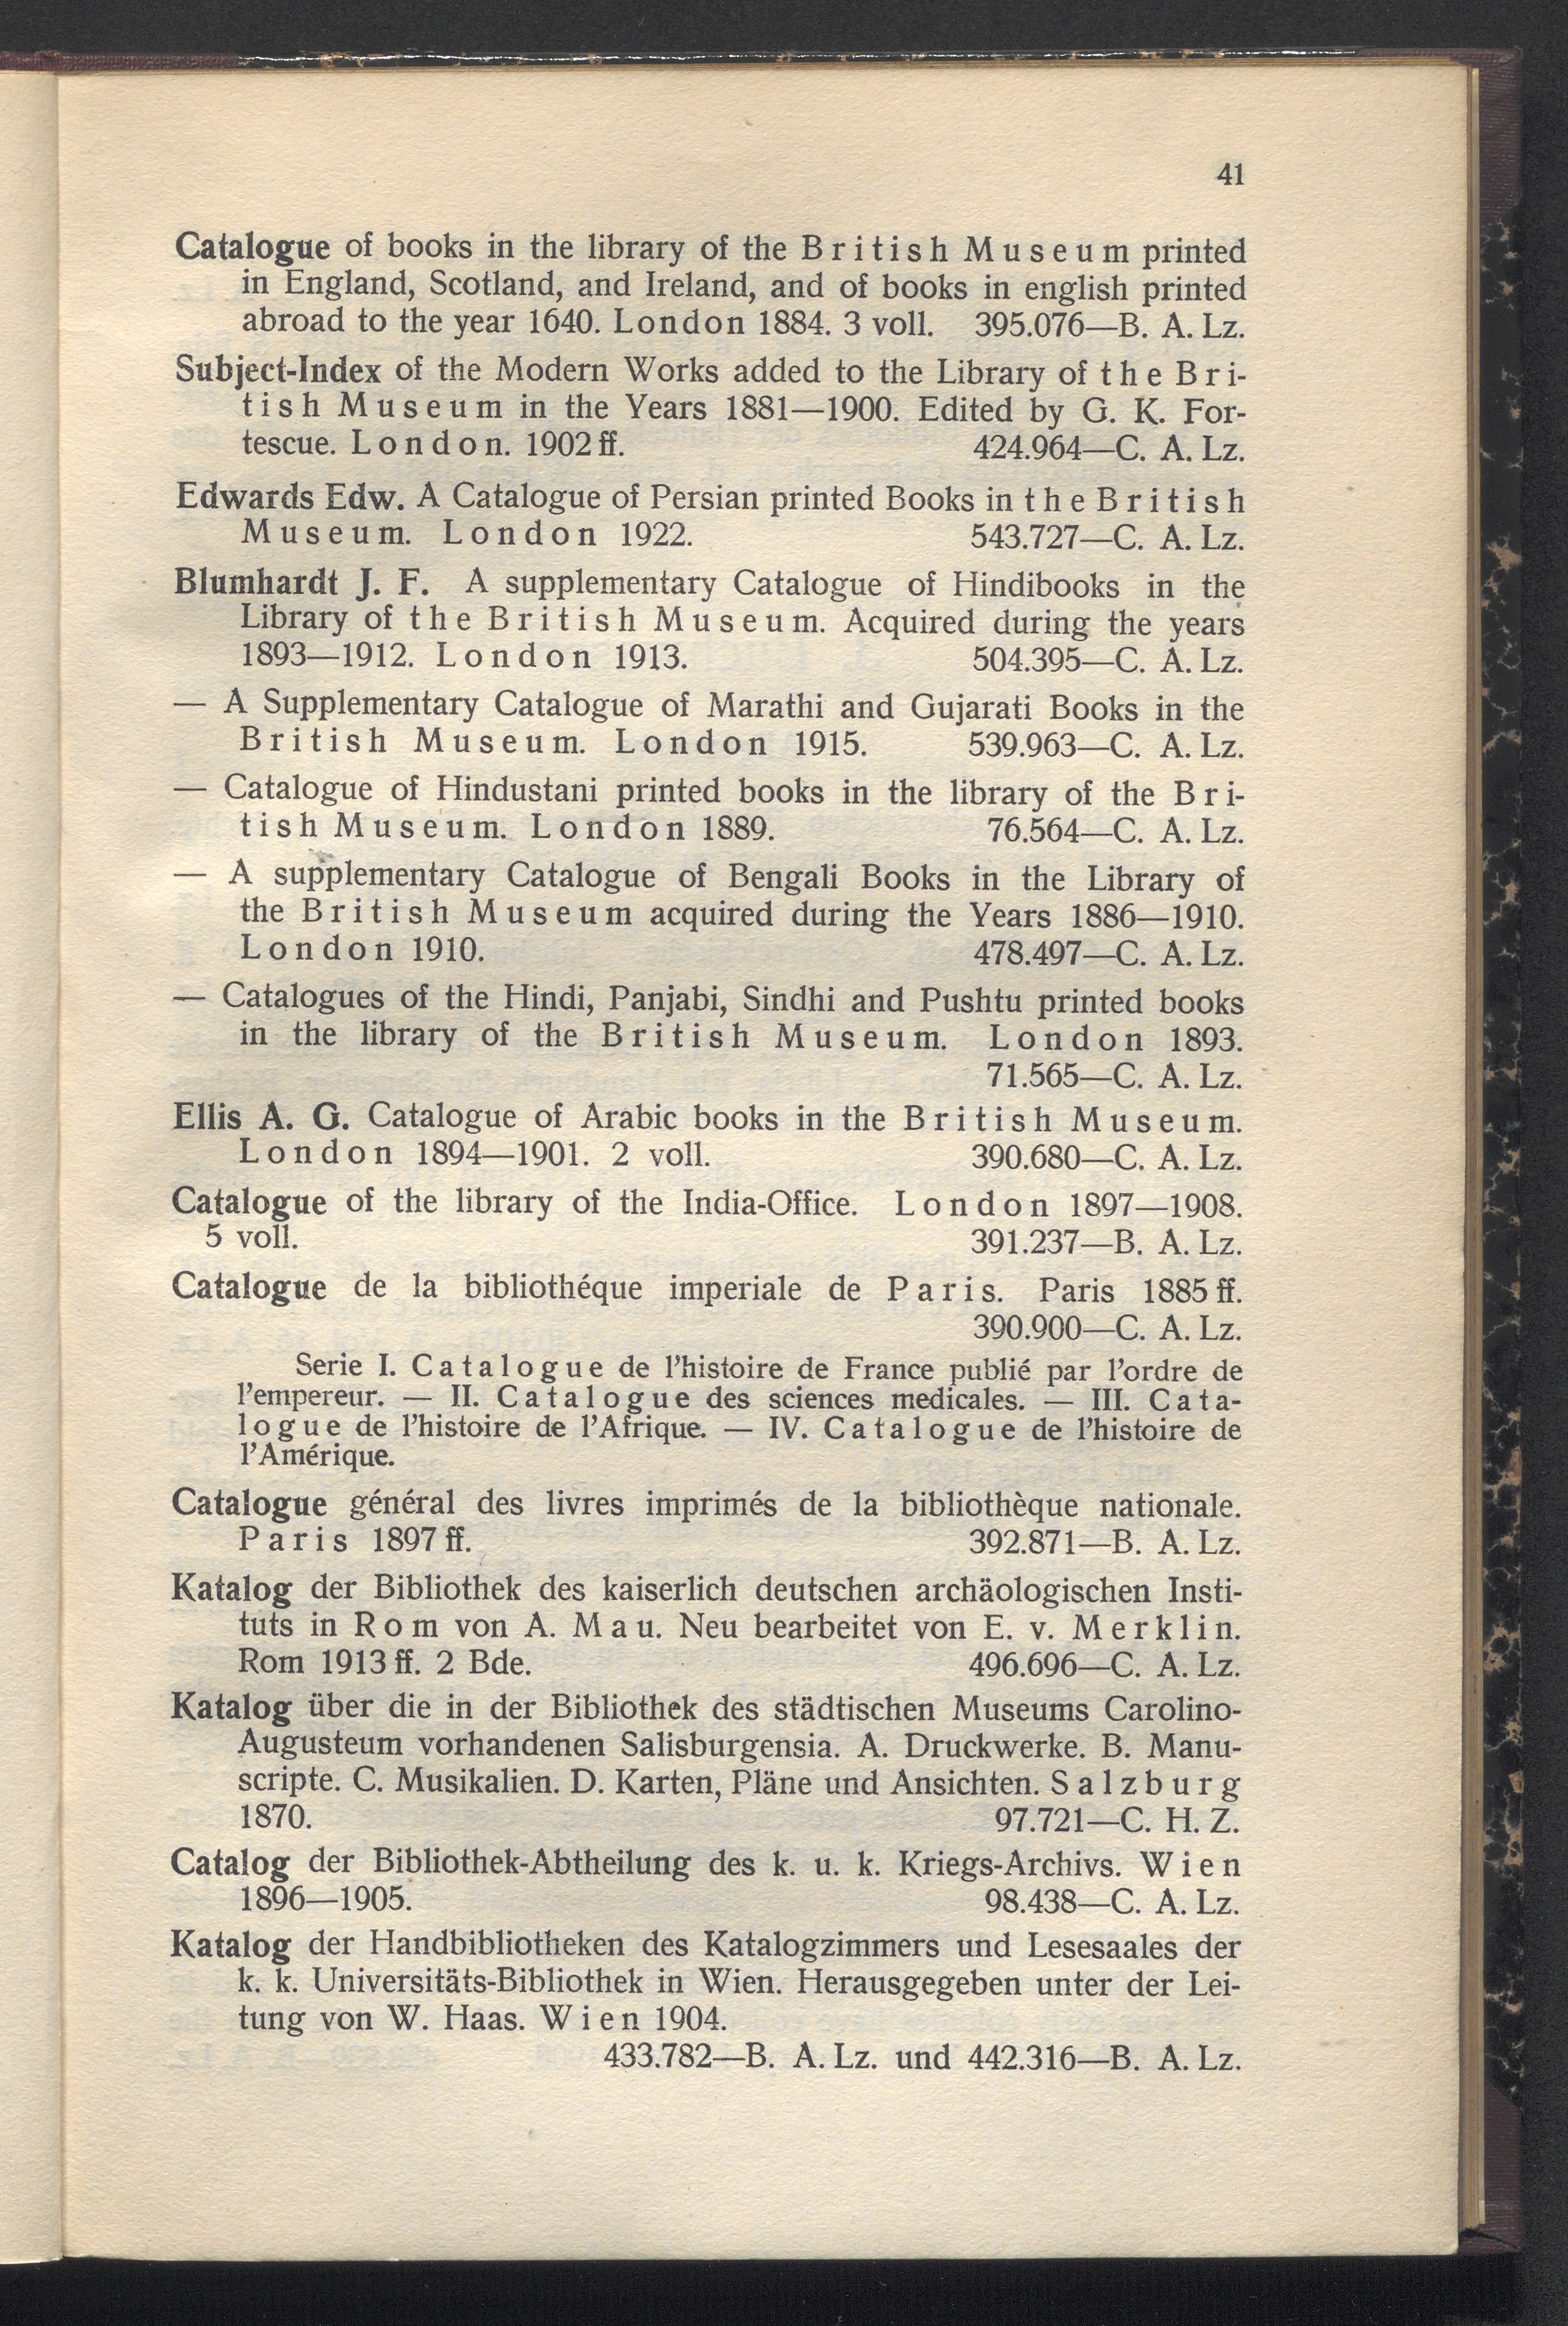 41
Catalogue of books in the library of the British Museum printed
in England, Scotland, and Ireland, and of books in english printed
abroad to the year 1640. London 1884. 3 voll. 395.076—B. A. Lz.
Subject-Index of the Modern Works added to the Library of the Bri-
tish Museum in the Years 1881—1900. Edited by G. K. For-
tescue. London. 1902 ff. 424.964—C. A. Lz.
Edwards Edw. A Catalogue of Persian printed Books in the British
Museum. London 1922. 543.727—C. A. Lz.
Blumhardt J. F. A supplementary Catalogue of Hindibooks in the
Library of the British Museum. Acquired during the years
1893—1912. London 1913. 504.395—C. A. Lz.
— A Supplementary Catalogue of Marathi and Gujarati Books in the
British Museum. London 1915. 539.963—C. A. Lz.
— Catalogue of Hindustani printed books in the library of the Bri-
tish Museum. London 1889. 76.564—C. A. Lz.
— A supplementary Catalogue of Bengali Books in the Library of
the British Museum acquired during the Years 1886—1910.
London 1910. 478.497—C. A. Lz.
— Catalogues of the Hindi, Panjabi, Sindhi and Pushtu printed books
in the library of the British Museum. London 1893.
71.565—C. A. Lz.
Ellis A. G. Catalogue of Arabic books in the British Museum.
London 1894—1901. 2 voll. 390.680—C. A. Lz.
Catalogue of the library of the India-Office. London 1897—1908.
5 voll. 391.237—B. A. Lz.
Catalogue de la bibliothéque imperiale de Paris. Paris 1885 ff.
390.900—C. A. Lz.
Serie I. Catalogue de l'histoire de France publié par l'ordre de
l'empereur. — II. Catalogue des sciences medicales. — III. Cata-
logue de l'histoire de l'Afrique. — IV. Catalogue de l'histoire de
l'Amérique.
Catalogue général des livres imprimés de la bibliothèque nationale.
Paris 1897 ff. 392.871—B. A. Lz.
Katalog der Bibliothek des kaiserlich deutschen archäologischen Insti-
tuts in Rom von A. Mau. Neu bearbeitet von E. v. Merklin.
Rom 1913 ff. 2 Bde. 496.696—C. A. Lz.
Katalog über die in der Bibliothek des städtischen Museums Carolino-
Augusteum vorhandenen Salisburgensia. A. Druckwerke. B. Manu-
scripte. C. Musikalien. D. Karten, Pläne und Ansichten. Salzburg
1870. 97.721—C. H. Z.
Catalog der Bibliothek-Abtheilung des k. u. k. Kriegs-Archivs. Wien
1896—1905. 98.438—C. A. Lz.
Katalog der Handbibliotheken des Katalogzimmers und Lesesaales der
k. k. Universitäts-Bibliothek in Wien. Herausgegeben unter der Lei-
tung von W. Haas. Wien 1904.
433.782—B. A. Lz. und 442.316—B. A. Lz.